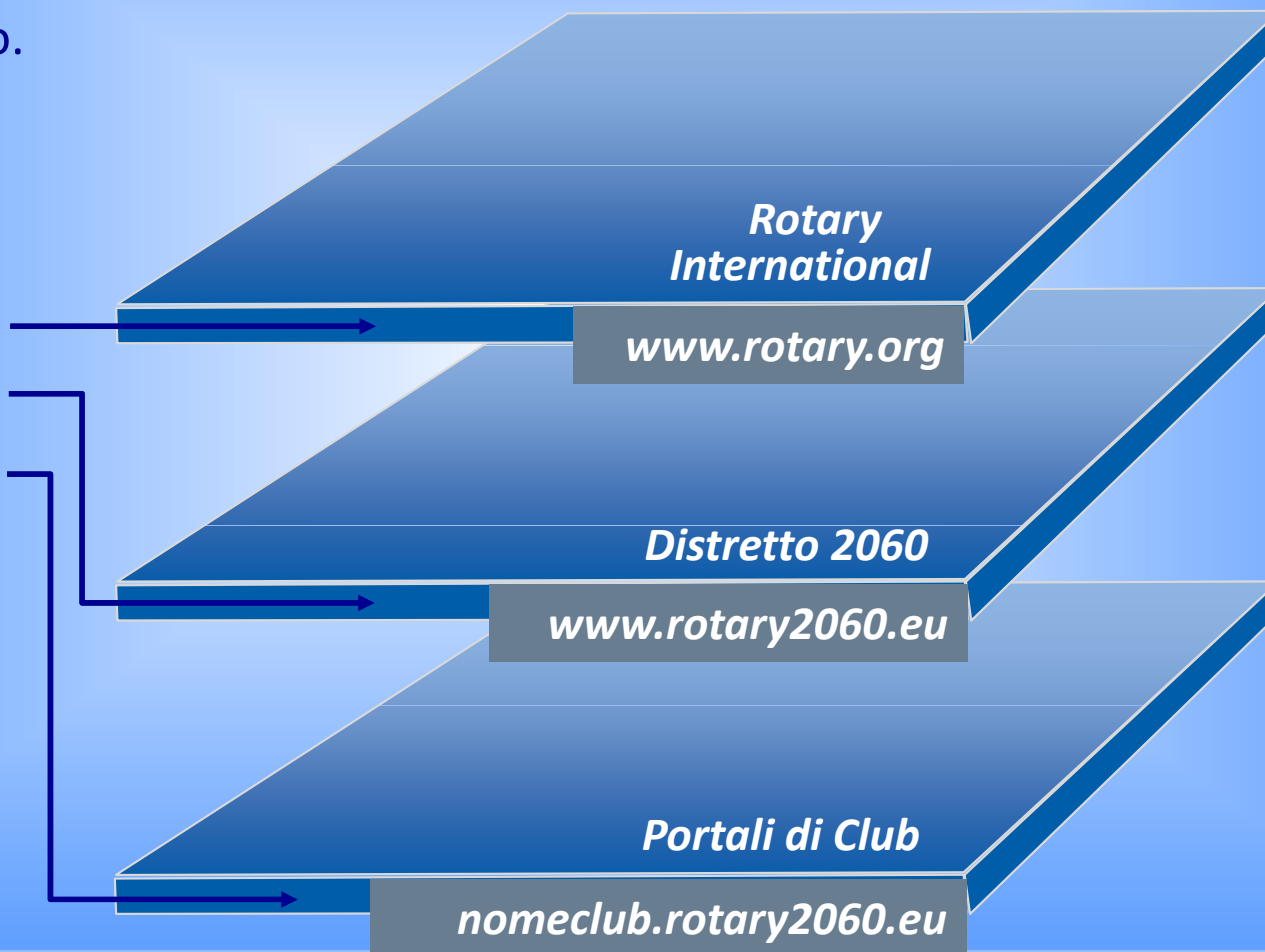 Rotary
International
www.rotary.org
Distretto 2060
www.rotary2060.eu
Portali di Club
nomeclub.rotary2060.eu